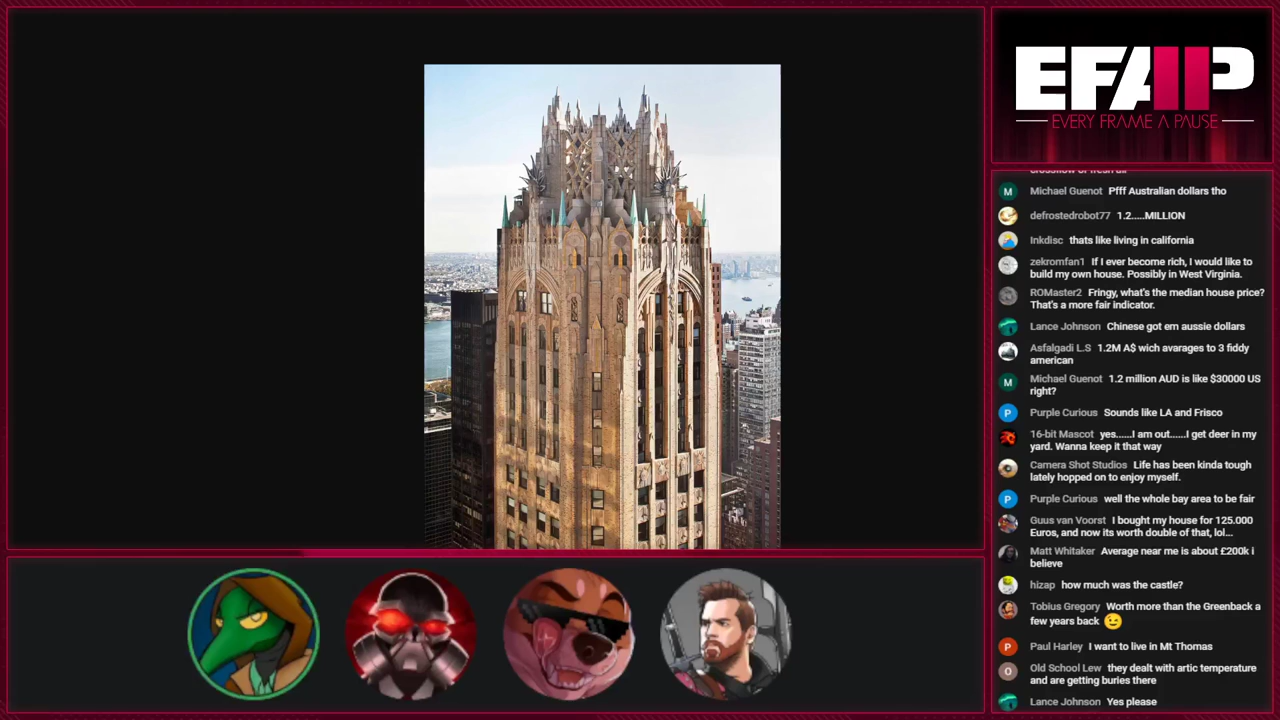 EFAP
EVERY FRAME A PAUSE
Michael Guenot Pfff Australian dollars tho
defrostedrobot77 1.2.....MILLION
Inkdisc thats like living in california
zekromfan1 If I ever become rich, I would like to
build my own house. Possibly in West Virginia.
ROMaster2 Fringy, what's the median house price?
That's a more fair indicator.
Lance Johnson Chinese got em aussie dollars
Asfalgadi L.S 1.2M A$ wich avarages to 3 fiddy
american
M Michael Guenot 1.2 million AUD is like $30000 US
right?
P Purple Curious Sounds like LA and Frisco
16-bit Mascot yes......I am out......I get deer in my
yard. Wanna keep it that way
Camera Shot Studios Life has been kinda tough
lately hopped on to enjoy myself.
P Purple Curious well the whole bay area to be fair
Guus van Voorst I bought my house for 125.000
Euros, and now its worth double of that, lol...
Matt Whitaker Average near me is about £200k i
believe
hizap how much was the castle?
Tobius Gregory Worth more than the Greenback a
few years back 😉
P Paul Harley I want to live in Mt Thomas
O Old School Lew they dealt with artic temperature
and are getting buries there
Lance Johnson Yes please